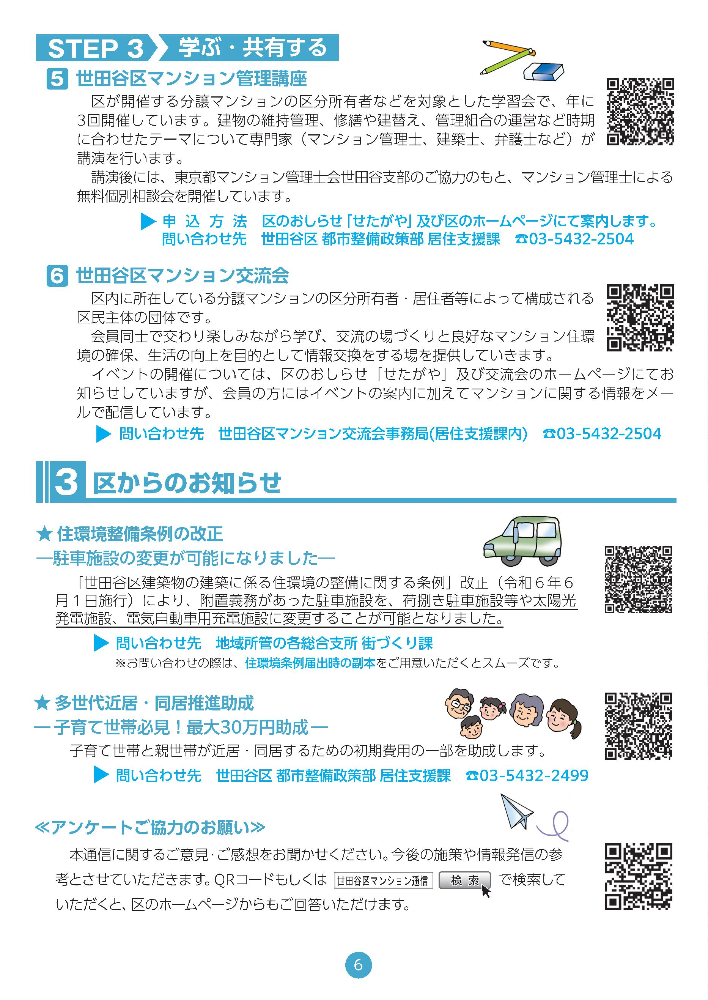 STEP 3 学ぶ・共有する
5 世田谷区マンション管理講座
区が開催する分譲マンションの区分所有者などを対象とした学習会で、年に
3回開催しています。建物の維持管理、修繕や建替え、管理組合の運営など時期
に合わせたテーマについて専門家（マンション管理士、建築士、弁護士など）が
講演を行います。
講演後には、東京都マンション管理士会世田谷支部のご協力のもと、マンション管理士による
無料個別相談会を開催しています。
▶ 申込方法 区のおしらせ「せたがや」及び区のホームページにて案内します。
問い合わせ先 世田谷区 都市整備政策部 居住支援課 ☎03-5432-2504
6 世田谷区マンション交流会
区内に所在している分譲マンションの区分所有者・居住者等によって構成される
区民主体の団体です。
会員同士で交わり楽しみながら学び、交流の場づくりと良好なマンション住環
境の確保、生活の向上を目的として情報交換をする場を提供していきます。
イベントの開催については、区のおしらせ「せたがや」及び交流会のホームページにてお
知らせしていますが、会員の方にはイベントの案内に加えてマンションに関する情報をメー
ルで配信しています。
▶ 問い合わせ先 世田谷区マンション交流会事務局(居住支援課内) ☎03-5432-2504
3 区からのお知らせ
★ 住環境整備条例の改正
―駐車施設の変更が可能になりました―
「世田谷区建築物の建築に係る住環境の整備に関する条例」改正（令和６年６
月１日施行）により、附置義務があった駐車施設を、荷捌き駐車施設等や太陽光
発電施設、電気自動車用充電施設に変更することが可能となりました。
▶ 問い合わせ先 地域所管の各総合支所 街づくり課
※お問い合わせの際は、住環境条例届出時の副本をご用意いただくとスムーズです。
★ 多世代近居・同居推進助成
― 子育て世帯必見！最大30万円助成 ―
子育て世帯と親世帯が近居・同居するための初期費用の一部を助成します。
▶ 問い合わせ先 世田谷区 都市整備政策部 居住支援課 ☎03-5432-2499
≪アンケートご協力のお願い≫
本通信に関するご意見・ご感想をお聞かせください。今後の施策や情報発信の参
考とさせていただきます。QRコードもしくは 世田谷区マンション通信 検索 で検索して
いただくと、区のホームページからもご回答いただけます。
6